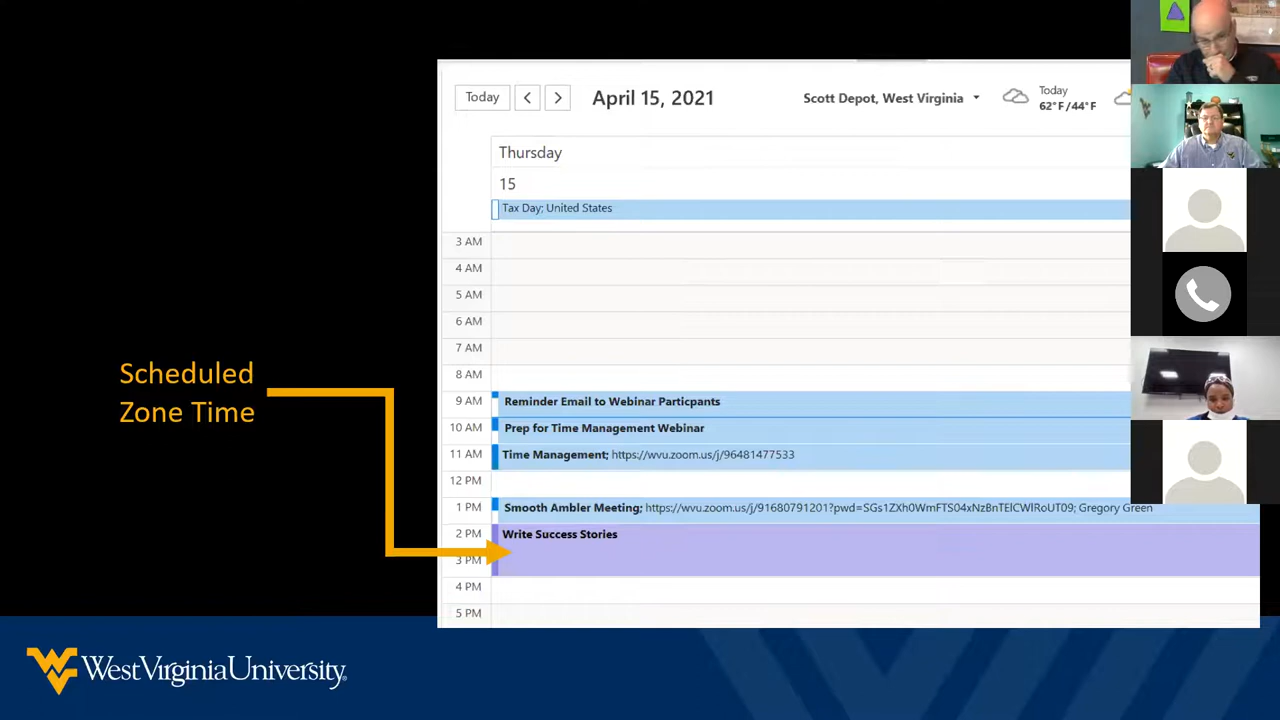 Today
April 15, 2021
Scott Depot, West Virginia
Today
62°F/44°F
Thursday
15
Tax Day; United States
3 AM
4 AM
5 AM
6 AM
7 AM
8 AM
9 AM Reminder Email to Webinar Particpants
10 AM Prep for Time Management Webinar
11 AM Time Management; https://wvu.zoom.us/j/96481477533
12 PM
1 PM Smooth Ambler Meeting; https://wvu.zoom.us/j/91680791201?pwd=SGs1ZXh0WmFTS04xNzBnTElCWlRoUT09; Gregory Green
2 PM Write Success Stories
3 PM
4 PM
5 PM
Scheduled
Zone Time
WestVirginiaUniversity.